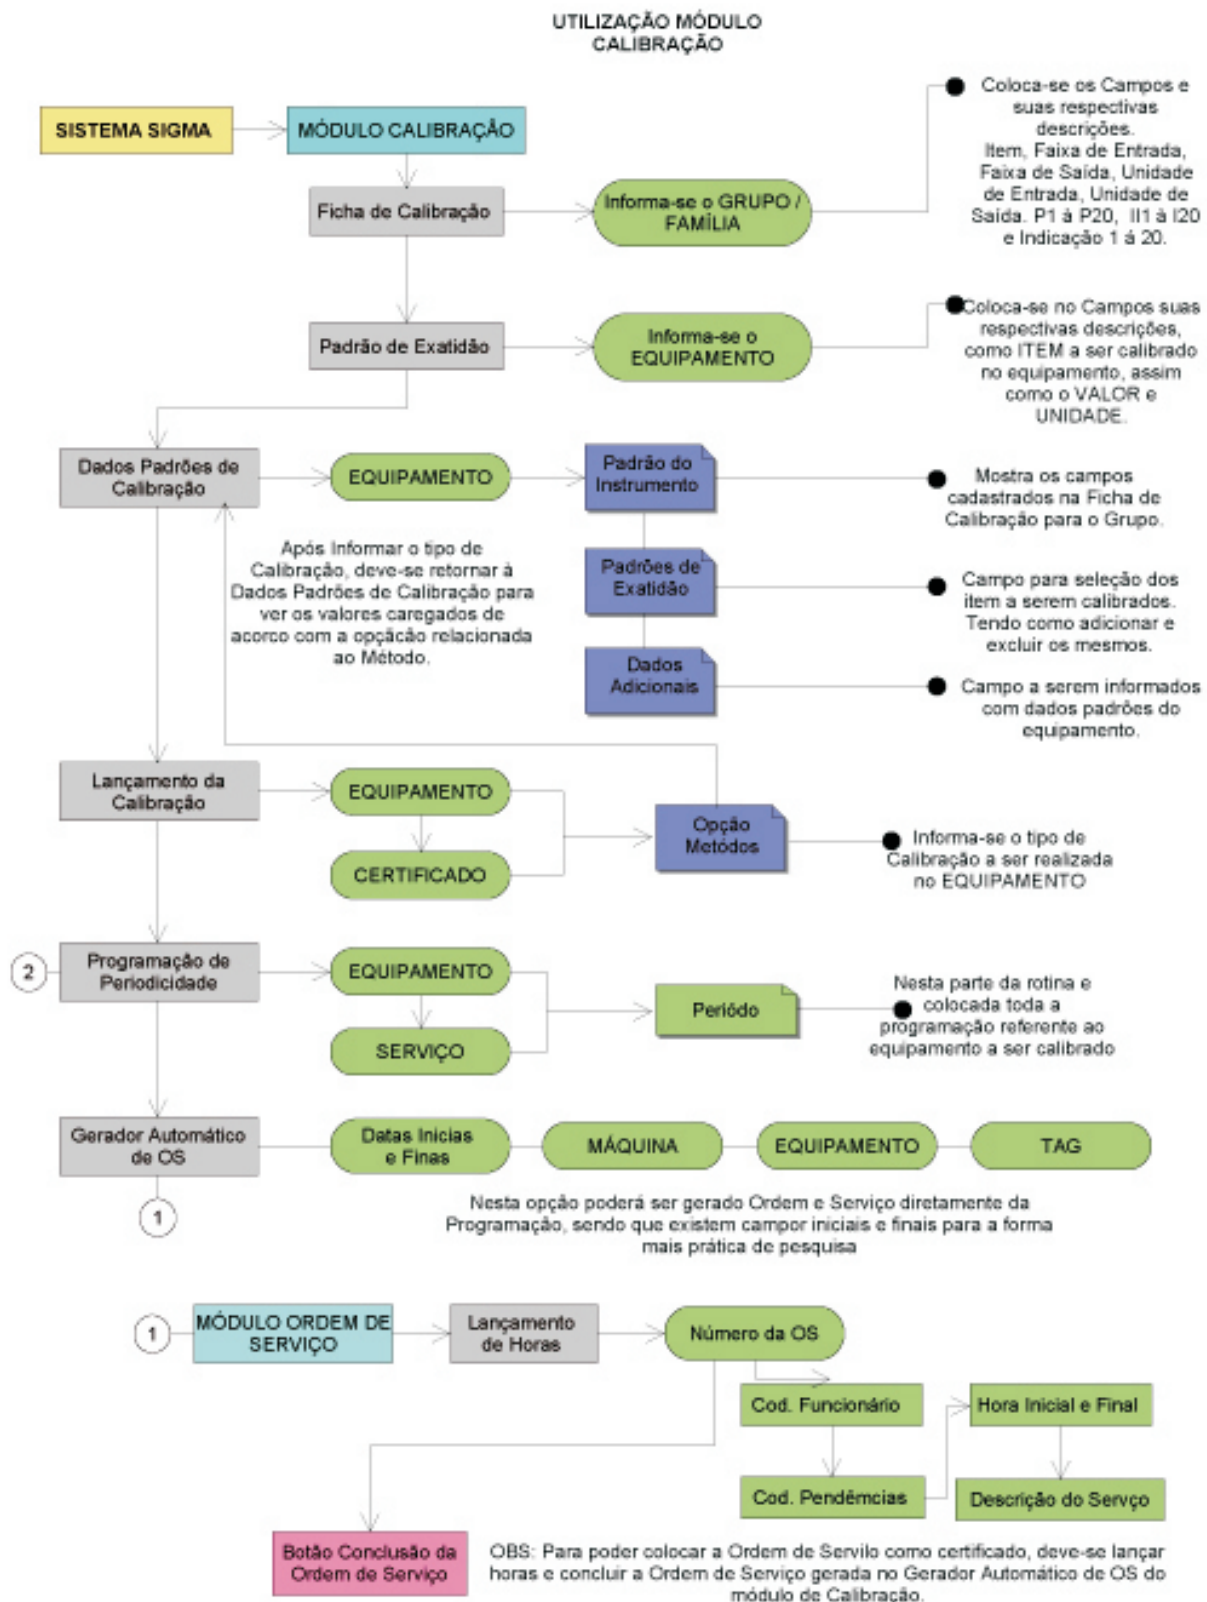 UTILIZAÇÃO MÓDULO
CALIBRAÇÃO
SISTEMA SIGMA
MÓDULO CALIBRAÇÃO
Coloca-se os Campos e
suas respectivas
descrições.
Item, Faixa de Entrada,
Faixa de Saída, Unidade
de Entrada, Unidade de
Saída. P1 à P20, II1 à I20
e Indicação 1 á 20.
Ficha de Calibração
Informa-se o GRUPO /
FAMÍLIA
Padrão de Exatidão
Informa-se o
EQUIPAMENTO
Coloca-se no Campos suas
respectivas descrições,
como ITEM a ser calibrado
no equipamento, assim
como o VALOR e
UNIDADE.
Dados Padrões de
Calibração
EQUIPAMENTO
Padrão do
Instrumento
Mostra os campos
cadastrados na Ficha de
Calibração para o Grupo.
Após Informar o tipo de
Calibração, deve-se retornar à
Dados Padrões de Calibração para
ver os valores caregados de
acorco com a opçãcão relacionada
ao Método.
Padrões de
Exatidão
Campo para seleção dos
item a serem calibrados.
Tendo como adicionar e
excluir os mesmos.
Dados
Adicionais
Campo a serem informados
com dados padrões do
equipamento.
Lançamento da
Calibração
EQUIPAMENTO
CERTIFICADO
Opção
Metódos
Informa-se o tipo de
Calibração a ser realizada
no EQUIPAMENTO
2
Programação de
Periodicidade
EQUIPAMENTO
SERVIÇO
Periódo
Nesta parte da rotina e
colocada toda a
programação referente ao
equipamento a ser calibrado
Gerador Automático
de OS
Datas Inicias
e Finas
MÁQUINA
EQUIPAMENTO
TAG
1
Nesta opção poderá ser gerado Ordem e Serviço diretamente da
Programação, sendo que existem campor iniciais e finais para a forma
mais prática de pesquisa
1
MÓDULO ORDEM DE
SERVIÇO
Lançamento
de Horas
Número da OS
Cod. Funcionário
Hora Inicial e Final
Cod. Pendêmcias
Descrição do Servço
Botão Conclusão da
Ordem de Serviço
OBS: Para poder colocar a Ordem de Servilo como certificado, deve-se lançar
horas e concluir a Ordem de Serviço gerada no Gerador Automático de OS do
módulo de Calibração.